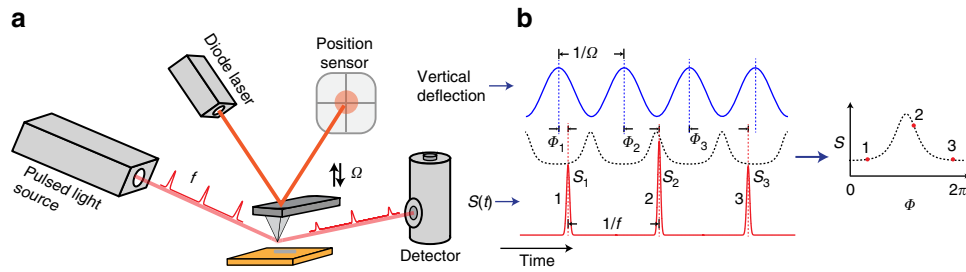 a
Diode laser
Position
sensor
Pulsed light
source
f
Ω
Detector
b
1/Ω
Vertical
deflection
Φ1
Φ2
Φ3
S1
S2
S3
S(t)
1
2
3
1/f
Time
S
1
2
3
0
2π
Φ